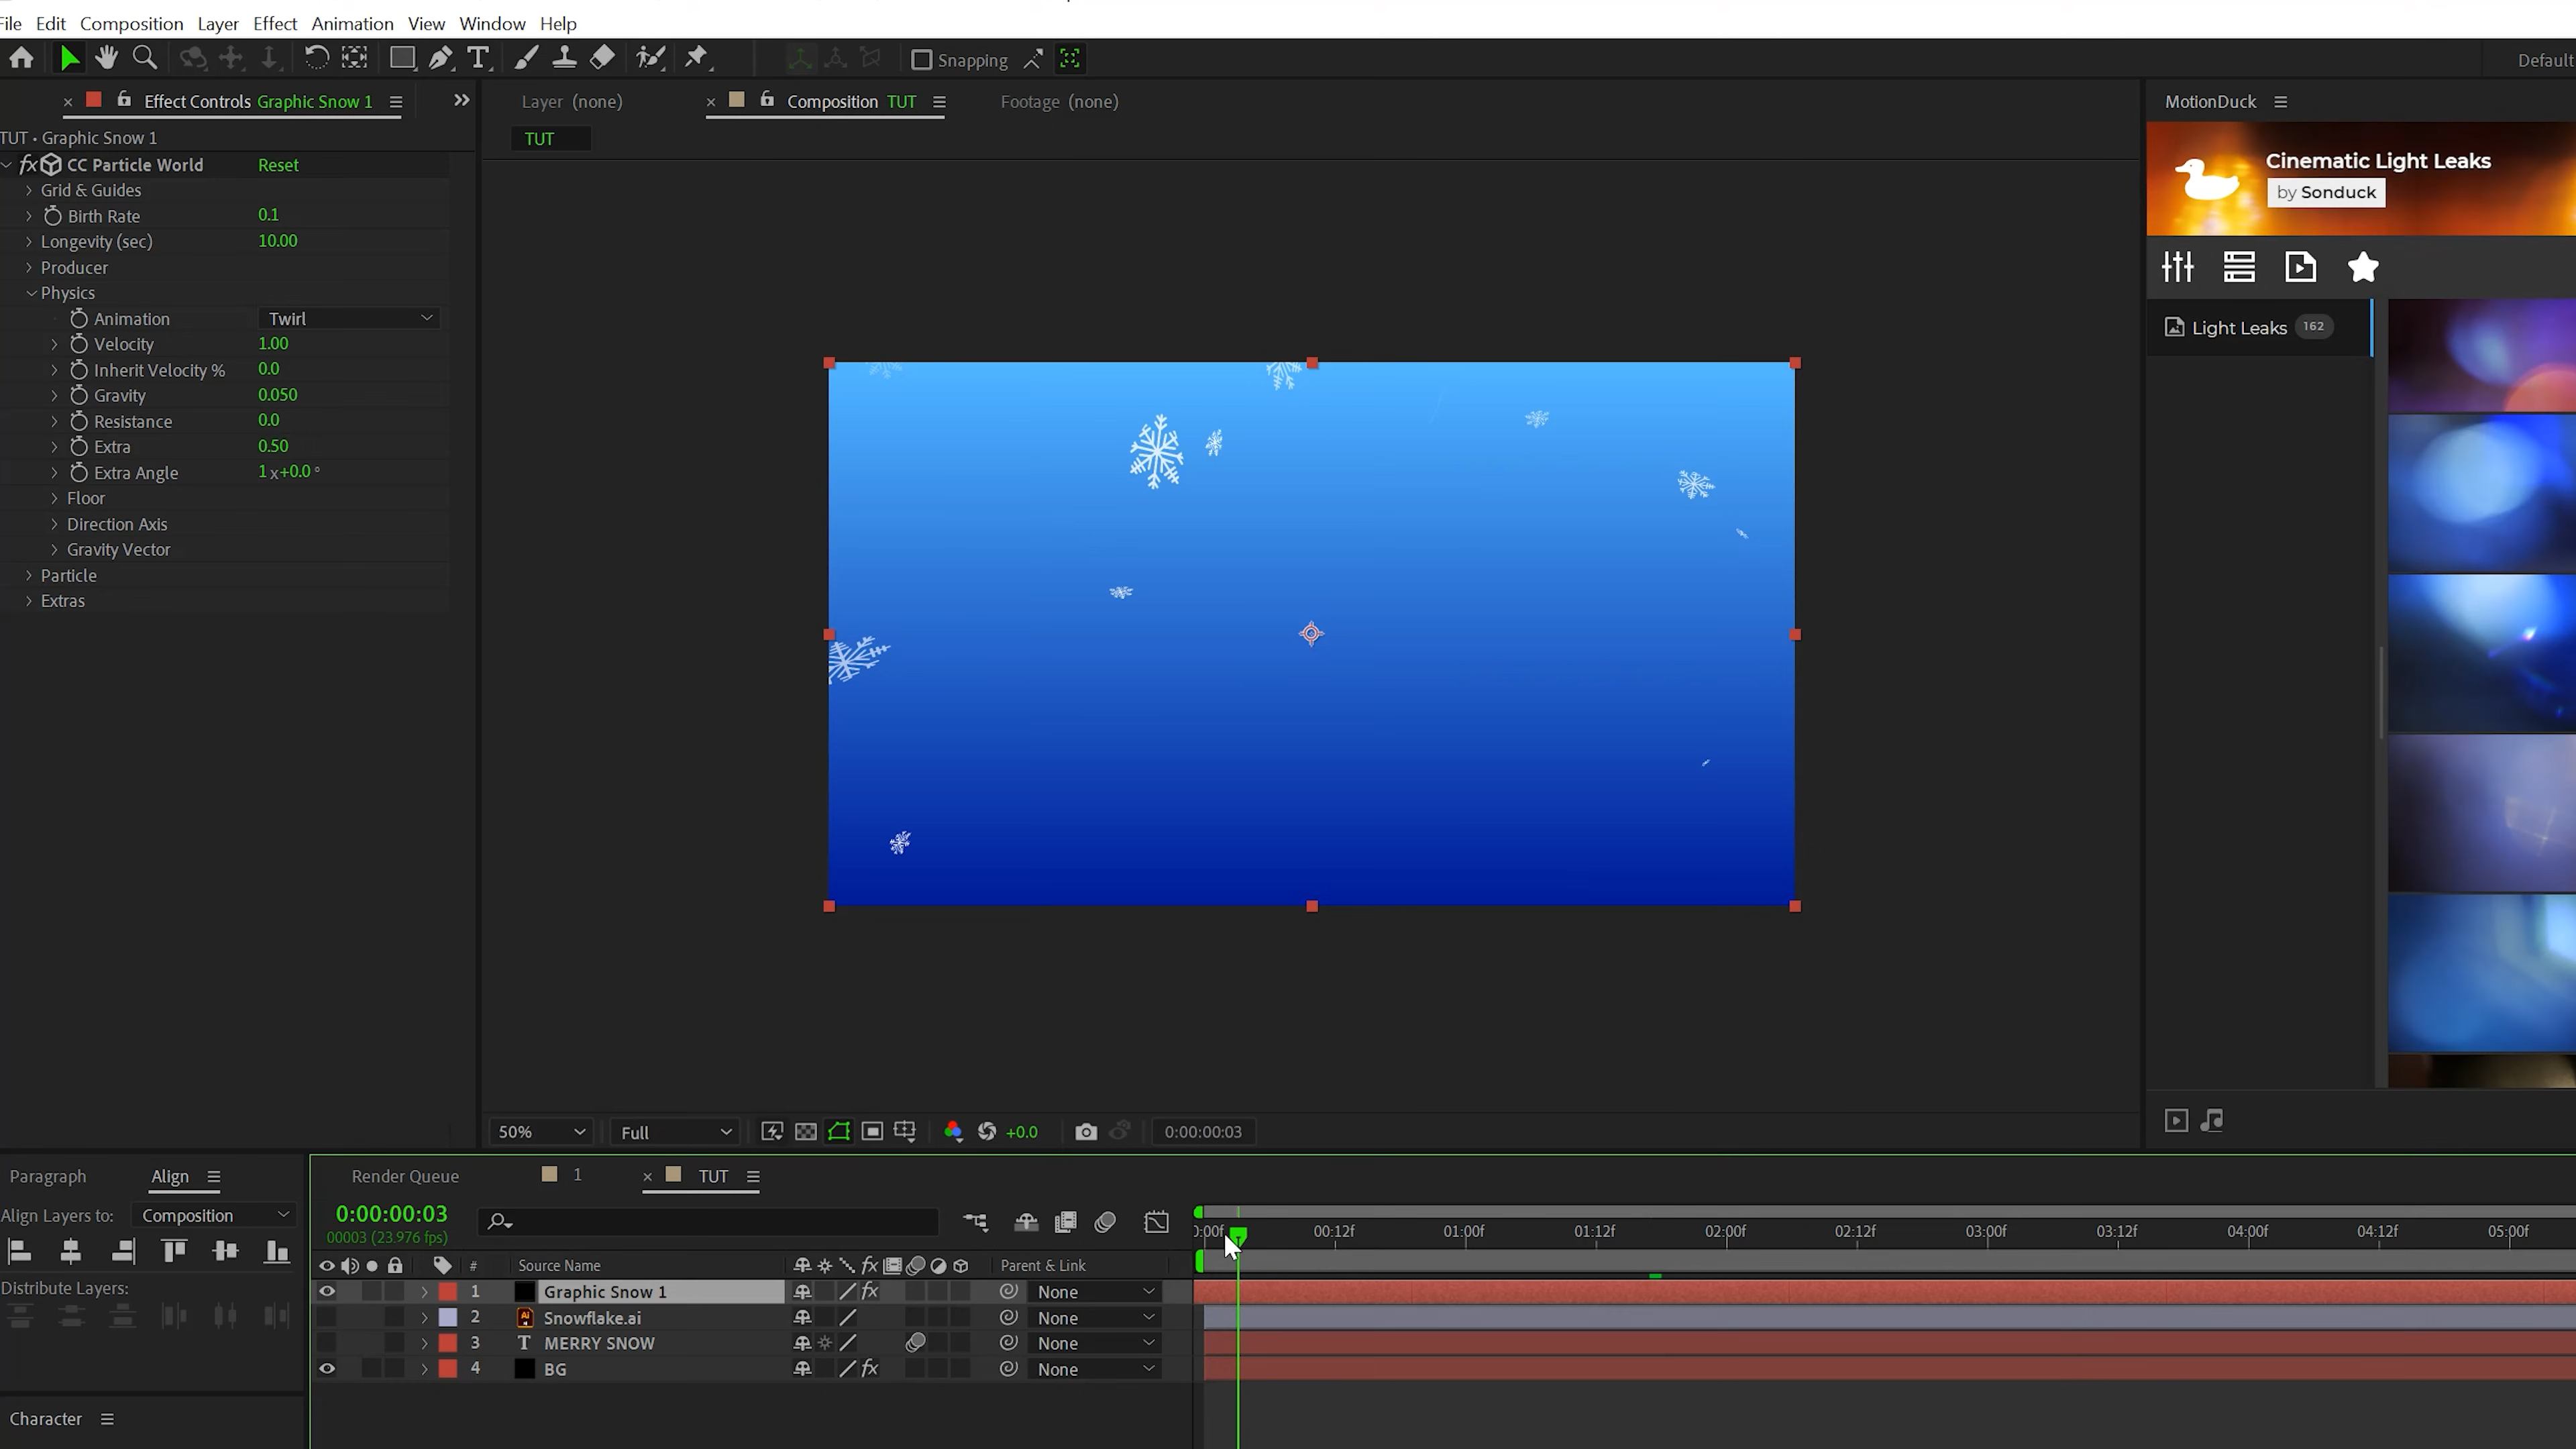 File Edit Composition Layer Effect Animation View Window Help
Snapping
Default
Effect Controls Graphic Snow 1
Layer (none)
Composition TUT
Footage (none)
MotionDuck
TUT • Graphic Snow 1
TUT
fx CC Particle World Reset
Grid & Guides
Birth Rate 0.1
Longevity (sec) 10.00
Producer
Physics
Animation Twirl
Velocity 1.00
Inherit Velocity % 0.0
Gravity 0.050
Resistance 0.0
Extra 0.50
Extra Angle 1 x+0.0 °
Floor
Direction Axis
Gravity Vector
Particle
Extras
Cinematic Light Leaks
by Sonduck
Light Leaks 162
50% Full +0.0 0:00:00:03
Paragraph Align
Align Layers to: Composition
Distribute Layers:
Character
Render Queue 1 TUT
0:00:00:03
00003 (23.976 fps)
):00f 00:12f 01:00f 01:12f 02:00f 02:12f 03:00f 03:12f 04:00f 04:12f 05:00f
# Source Name fx Parent & Link
1 Graphic Snow 1 fx None
2 Ai Snowflake.ai None
3 T MERRY SNOW None
4 BG fx None